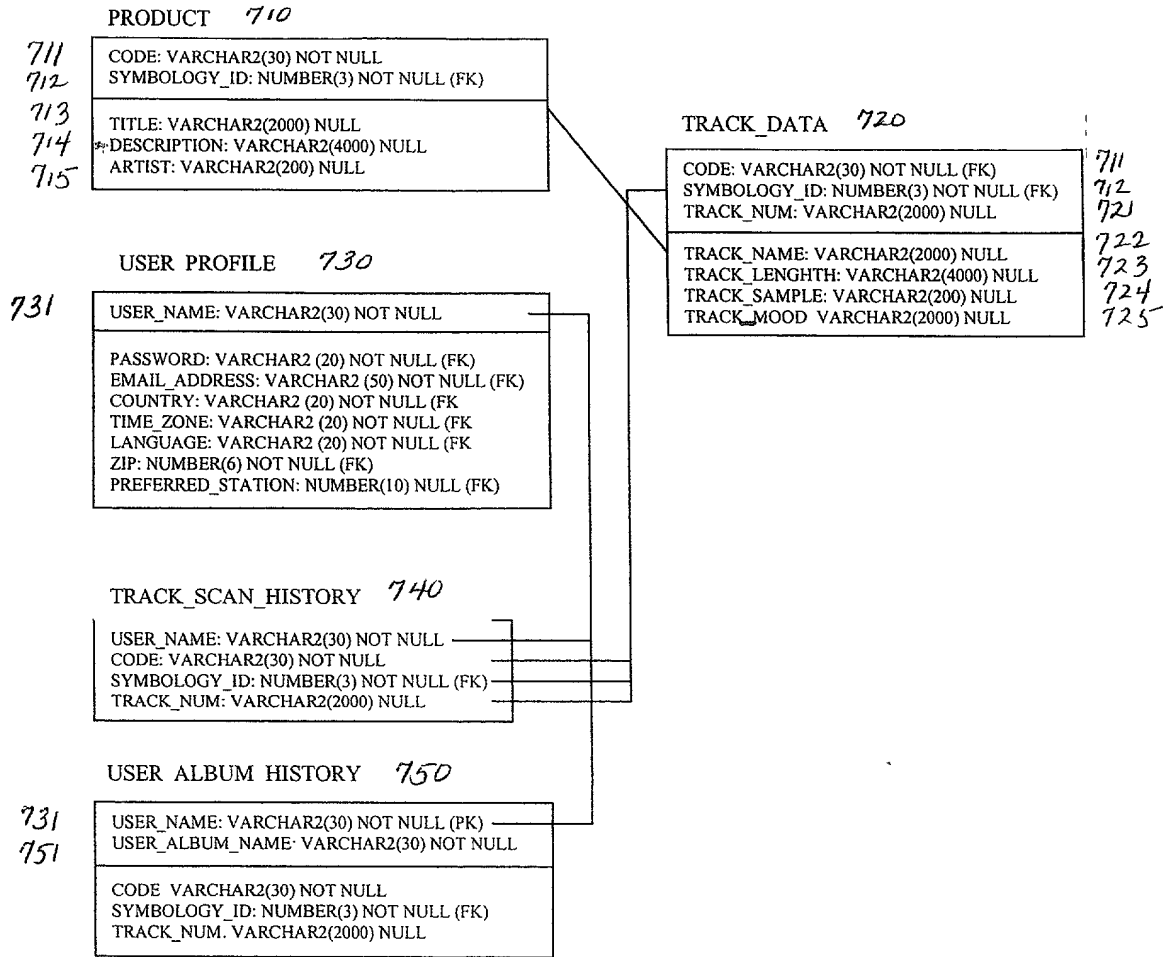 PRODUCT 710
711 CODE: VARCHAR2(30) NOT NULL
712 SYMBOLOGY_ID: NUMBER(3) NOT NULL (FK)
713 TITLE: VARCHAR2(2000) NULL
714 DESCRIPTION: VARCHAR2(4000) NULL
715 ARTIST: VARCHAR2(200) NULL
TRACK_DATA 720
CODE: VARCHAR2(30) NOT NULL (FK) 711
SYMBOLOGY_ID: NUMBER(3) NOT NULL (FK) 712
TRACK_NUM: VARCHAR2(2000) NULL 721
TRACK_NAME: VARCHAR2(2000) NULL 722
TRACK_LENGHTH: VARCHAR2(4000) NULL 723
TRACK_SAMPLE: VARCHAR2(200) NULL 724
TRACK_MOOD VARCHAR2(2000) NULL 725
USER PROFILE 730
731 USER_NAME: VARCHAR2(30) NOT NULL
PASSWORD: VARCHAR2 (20) NOT NULL (FK)
EMAIL_ADDRESS: VARCHAR2 (50) NOT NULL (FK)
COUNTRY: VARCHAR2 (20) NOT NULL (FK
TIME_ZONE: VARCHAR2 (20) NOT NULL (FK
LANGUAGE: VARCHAR2 (20) NOT NULL (FK
ZIP: NUMBER(6) NOT NULL (FK)
PREFERRED_STATION: NUMBER(10) NULL (FK)
TRACK_SCAN_HISTORY 740
USER_NAME: VARCHAR2(30) NOT NULL
CODE: VARCHAR2(30) NOT NULL
SYMBOLOGY_ID: NUMBER(3) NOT NULL (FK)
TRACK_NUM: VARCHAR2(2000) NULL
USER ALBUM HISTORY 750
731 USER_NAME: VARCHAR2(30) NOT NULL (PK)
751 USER_ALBUM_NAME: VARCHAR2(30) NOT NULL
CODE VARCHAR2(30) NOT NULL
SYMBOLOGY_ID: NUMBER(3) NOT NULL (FK)
TRACK_NUM. VARCHAR2(2000) NULL